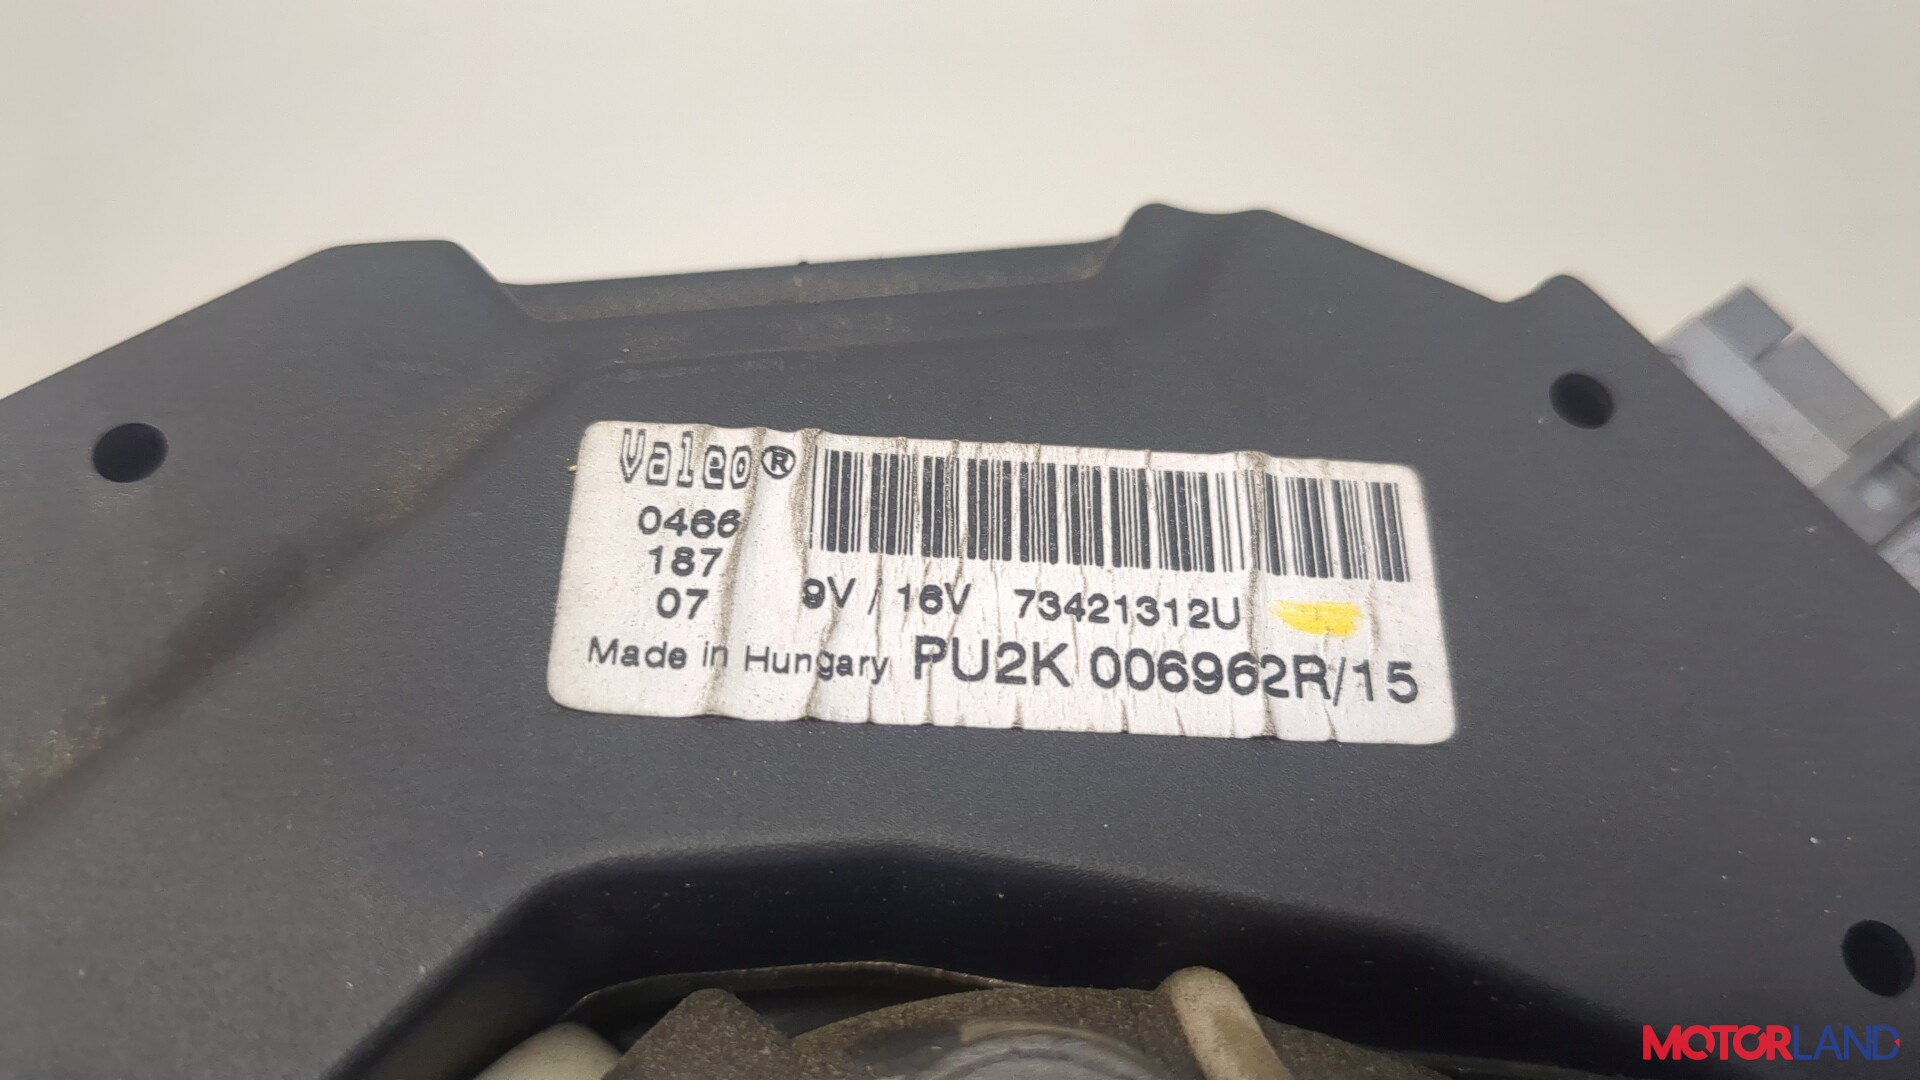 Valeo®
0466
187
07
9V / 16V 73421312U
Made in Hungary PU2K 006962R/15
MOTORLAND